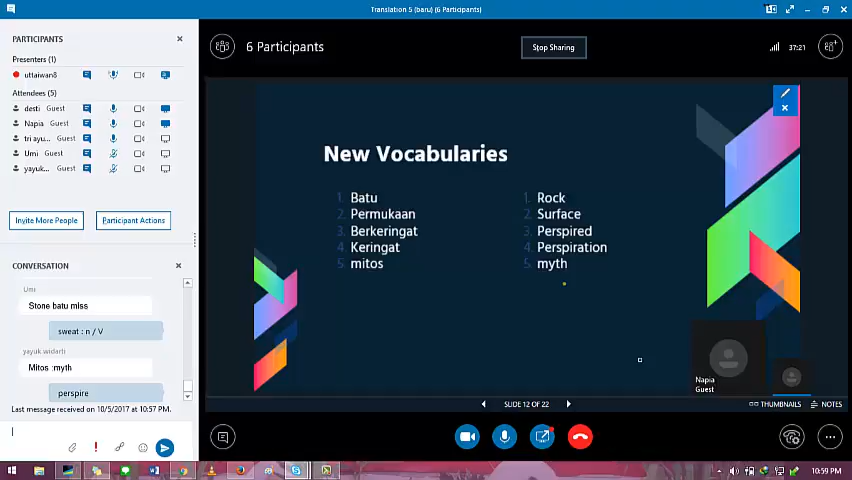 Translation 5 (baru) (6 Participants)
PARTICIPANTS
Presenters (1)
uttaiwan8
Attendees (5)
desti Guest
Napia Guest
tri ayu... Guest
Umi Guest
yayuk... Guest
Invite More People
Participant Actions
CONVERSATION
Umi
Stone batu miss
sweat : n / V
yayuk widarti
Mitos :myth
perspire
Last message received on 10/5/2017 at 10:57 PM.
6 Participants
Stop Sharing
37:21
New Vocabularies
1. Batu
2. Permukaan
3. Berkeringat
4. Keringat
5. mitos
1. Rock
2. Surface
3. Perspired
4. Perspiration
5. myth
Napia
Guest
SLIDE 12 OF 22
THUMBNAILS
NOTES
10:59 PM